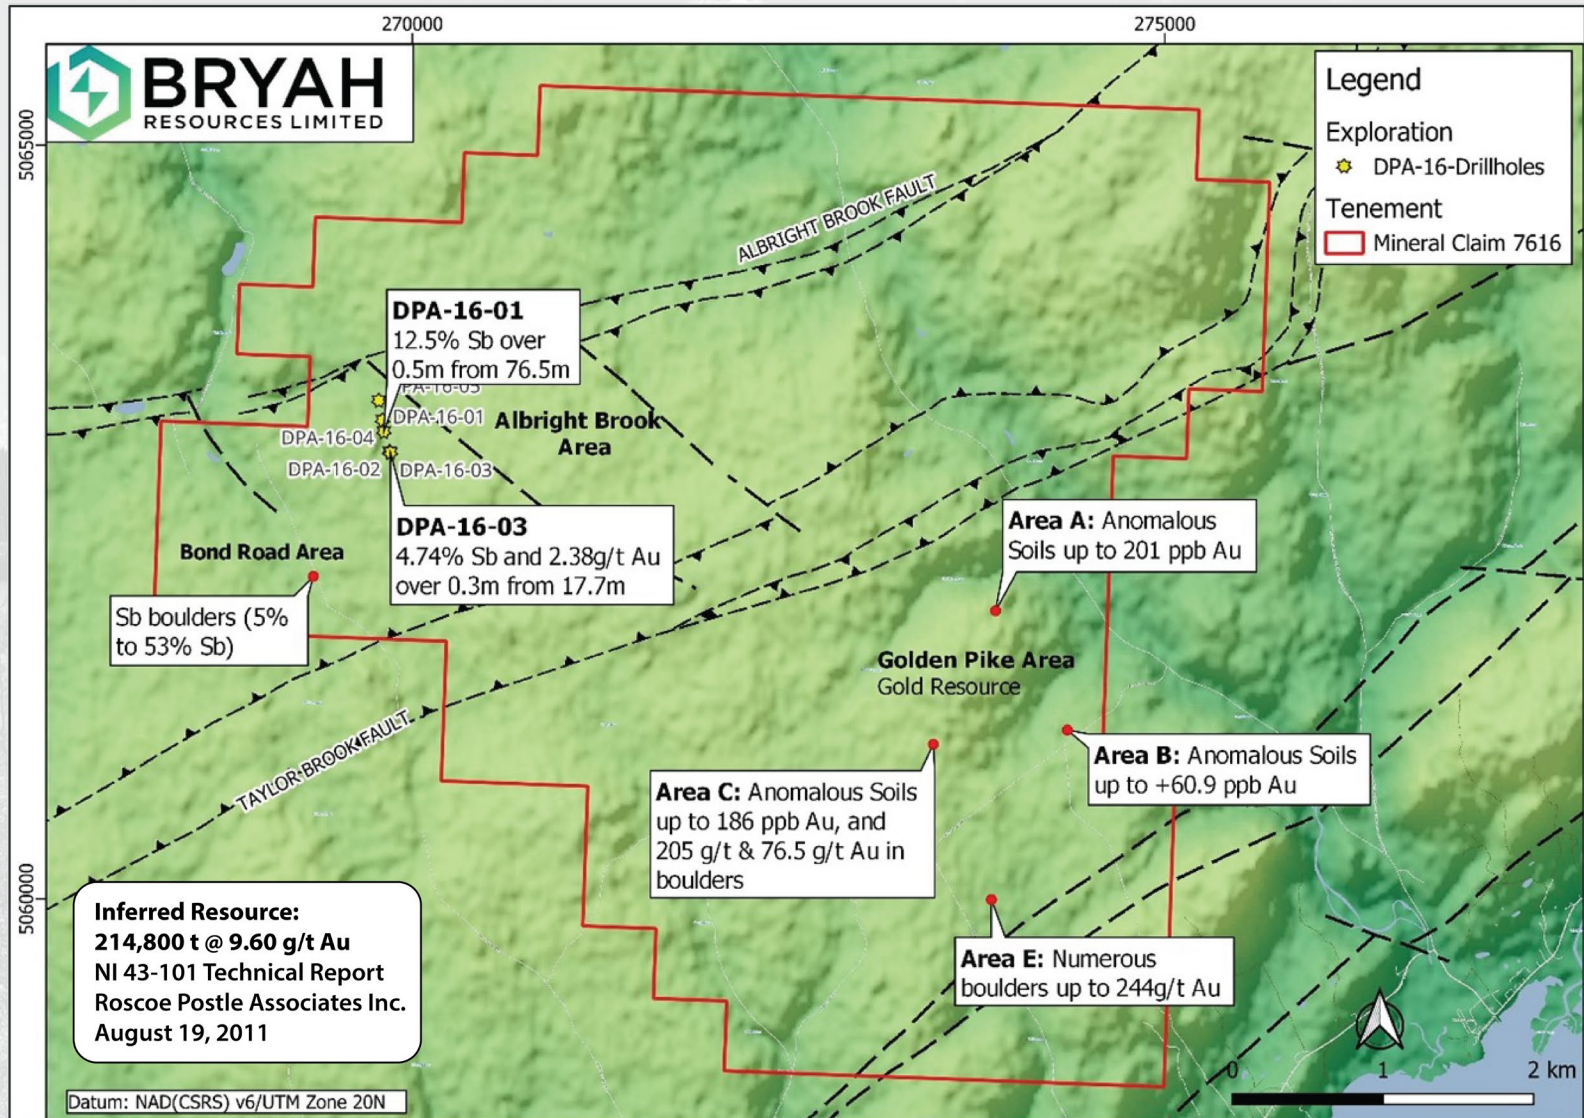 270000
275000
BRYAH
RESOURCES LIMITED
Legend
Exploration
DPA-16-Drillholes
Tenement
Mineral Claim 7616
5065000
ALBRIGHT BROOK FAULT
DPA-16-01
12.5% Sb over
0.5m from 76.5m
DPA-16-01
Albright Brook
Area
DPA-16-04
DPA-16-02
DPA-16-03
DPA-16-03
4.74% Sb and 2.38g/t Au
over 0.3m from 17.7m
Bond Road Area
Sb boulders (5%
to 53% Sb)
Area A: Anomalous
Soils up to 201 ppb Au
Golden Pike Area
Gold Resource
TAYLOR BROOK FAULT
Area B: Anomalous Soils
up to +60.9 ppb Au
Area C: Anomalous Soils
up to 186 ppb Au, and
205 g/t & 76.5 g/t Au in
boulders
5060000
Area E: Numerous
boulders up to 244g/t Au
Inferred Resource:
214,800 t @ 9.60 g/t Au
NI 43-101 Technical Report
Roscoe Postle Associates Inc.
August 19, 2011
0 1 2 km
Datum: NAD(CSRS) v6/UTM Zone 20N